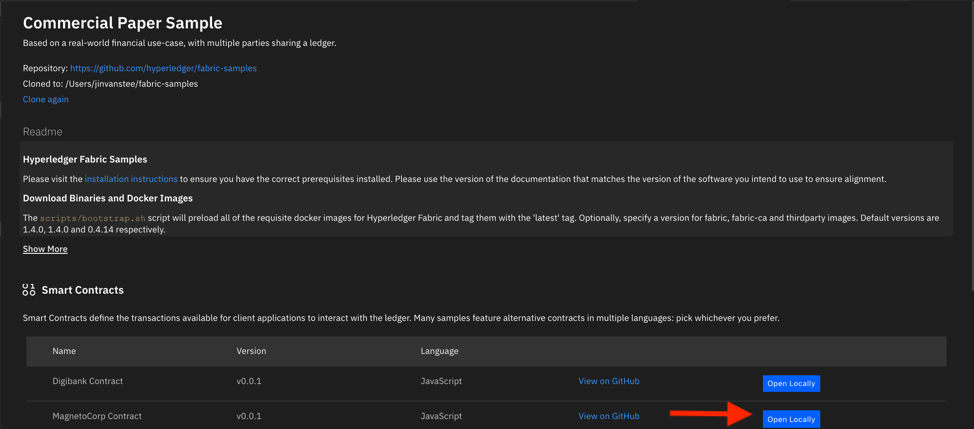 Commercial Paper Sample
Based on a real-world financial use-case, with multiple parties sharing a ledger.
Repository: https://github.com/hyperledger/fabric-samples
Cloned to: /Users/jinvanstee/fabric-samples
Clone again
Readme
Hyperledger Fabric Samples
Please visit the installation instructions to ensure you have the correct prerequisites installed. Please use the version of the documentation that matches the version of the software you intend to use to ensure alignment.
Download Binaries and Docker Images
The scripts/bootstrap.sh script will preload all of the requisite docker images for Hyperledger Fabric and tag them with the 'latest' tag. Optionally, specify a version for fabric, fabric-ca and thirdparty images. Default versions are
1.4.0, 1.4.0 and 0.4.14 respectively.
Show More
Smart Contracts
Smart Contracts define the transactions available for client applications to interact with the ledger. Many samples feature alternative contracts in multiple languages: pick whichever you prefer.
Name Version Language
Digibank Contract v0.0.1 JavaScript View on GitHub Open Locally
MagnetoCorp Contract v0.0.1 JavaScript View on GitHub Open Locally